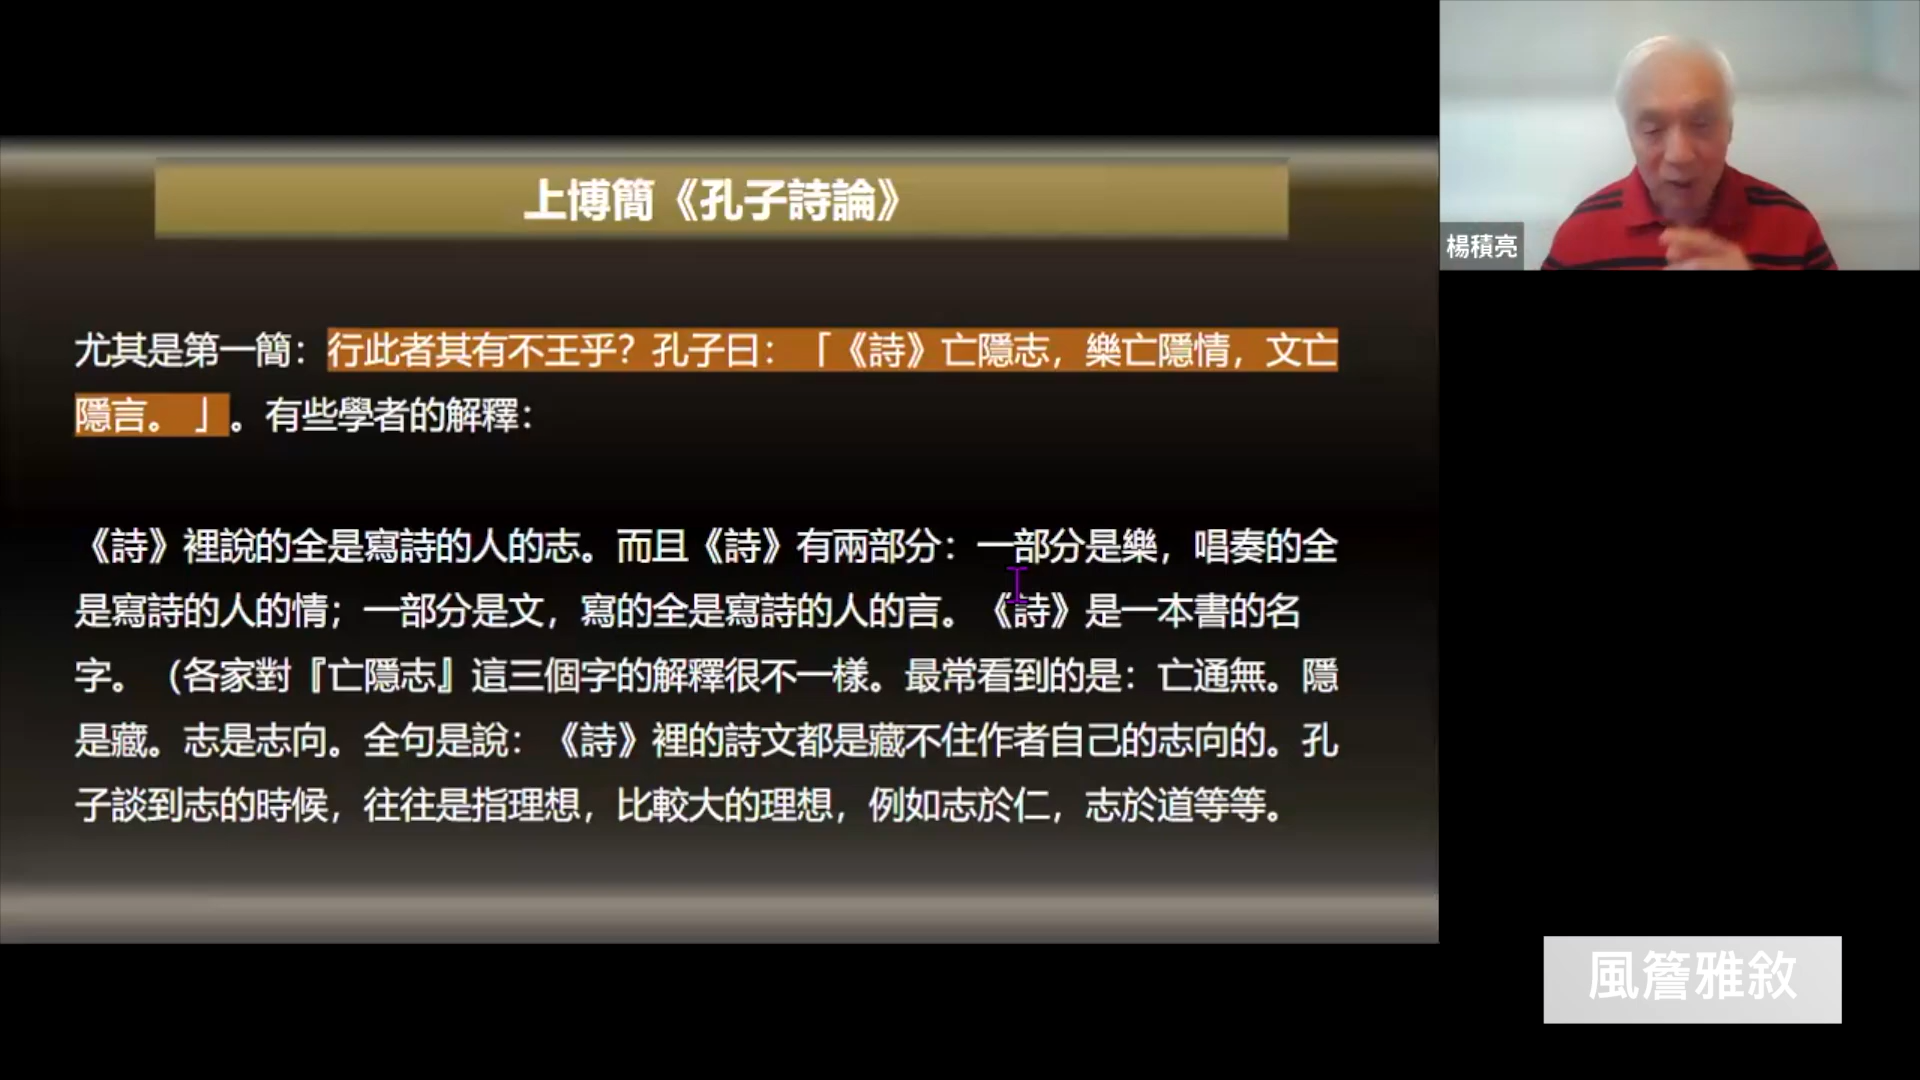 上博簡《孔子詩論》
尤其是第一簡：行此者其有不王乎？孔子曰：「《詩》亡隱志，樂亡隱情，文亡
隱言。」。有些學者的解釋：
《詩》裡說的全是寫詩的人的志。而且《詩》有兩部分：一部分是樂，唱奏的全
是寫詩的人的情；一部分是文，寫的全是寫詩的人的言。《詩》是一本書的名
字。（各家對『亡隱志』這三個字的解釋很不一樣。最常看到的是：亡通無。隱
是藏。志是志向。全句是說：《詩》裡的詩文都是藏不住作者自己的志向的。孔
子談到志的時候，往往是指理想，比較大的理想，例如志於仁，志於道等等。
楊積亮
風簷雅敘